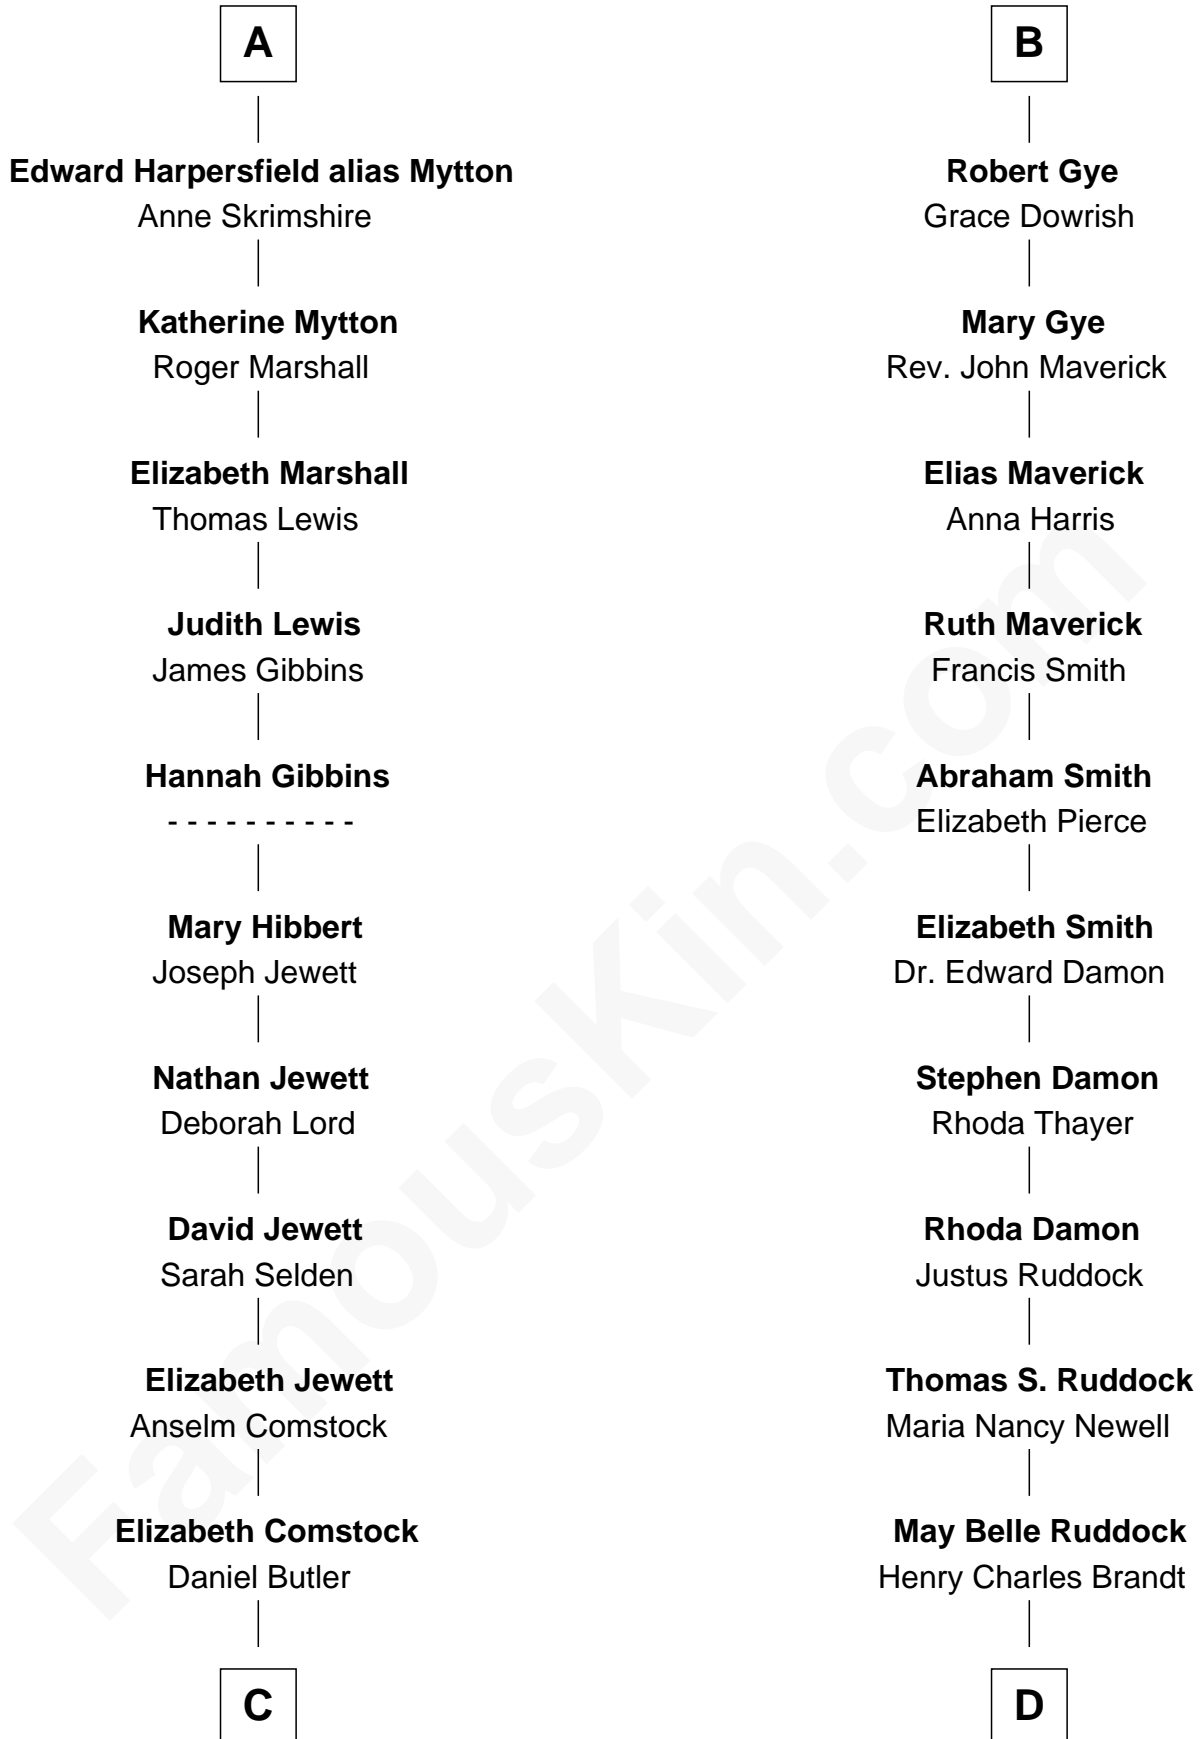 A
Edward Harpersfield alias Mytton
Anne Skrimshire
Katherine Mytton
Roger Marshall
Elizabeth Marshall
Thomas Lewis
Judith Lewis
James Gibbins
Hannah Gibbins
- - - - - - - - - -
Mary Hibbert
Joseph Jewett
Nathan Jewett
Deborah Lord
David Jewett
Sarah Selden
Elizabeth Jewett
Anselm Comstock
Elizabeth Comstock
Daniel Butler
C
B
Robert Gye
Grace Dowrish
Mary Gye
Rev. John Maverick
Elias Maverick
Anna Harris
Ruth Maverick
Francis Smith
Abraham Smith
Elizabeth Pierce
Elizabeth Smith
Dr. Edward Damon
Stephen Damon
Rhoda Thayer
Rhoda Damon
Justus Ruddock
Thomas S. Ruddock
Maria Nancy Newell
May Belle Ruddock
Henry Charles Brandt
D
FamousKin.com